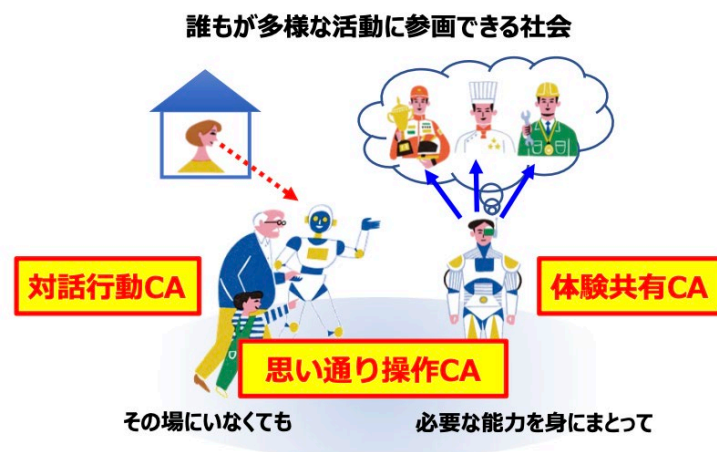 誰もが多様な活動に参画できる社会
対話行動CA
体験共有CA
思い通り操作CA
その場にいなくても
必要な能力を身にまとって